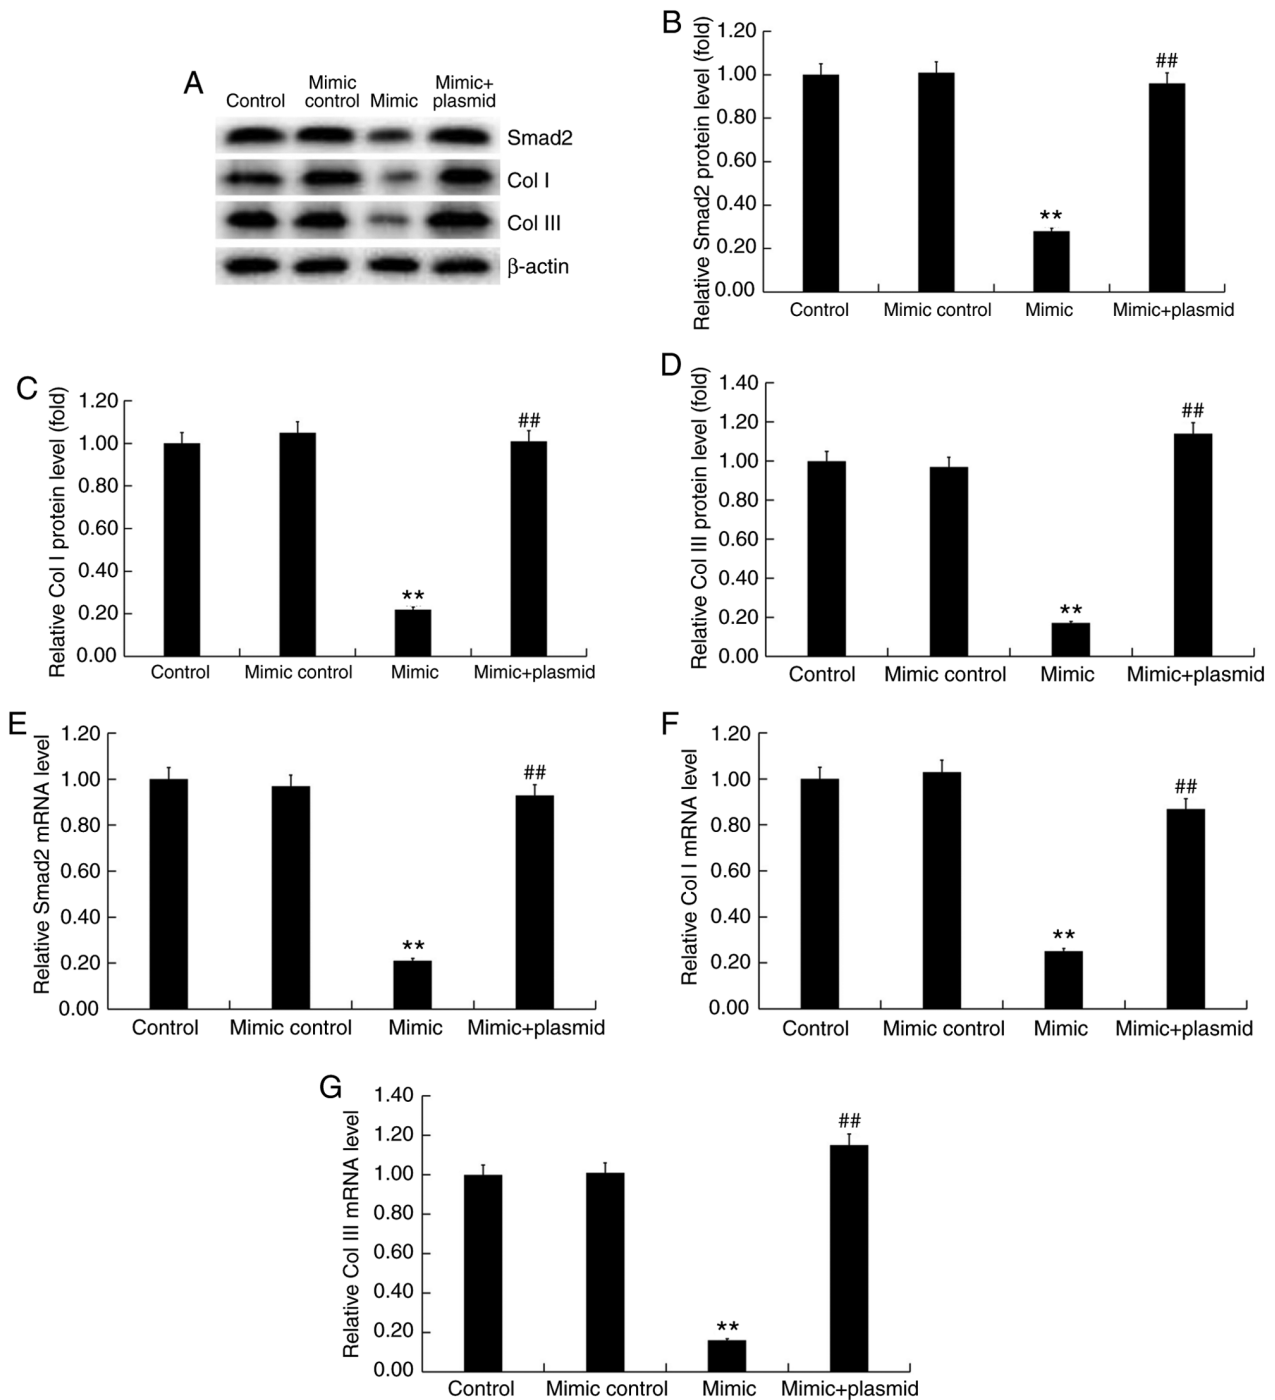 A
Control
Mimic
control
Mimic
Mimic+
plasmid
Smad2
Col I
Col III
β-actin
B
Relative Smad2 protein level (fold)
1.20
1.00
0.80
0.60
0.40
0.20
0.00
**
##
Control
Mimic control
Mimic
Mimic+plasmid
C
Relative Col I protein level (fold)
1.20
1.00
0.80
0.60
0.40
0.20
0.00
**
##
Control
Mimic control
Mimic
Mimic+plasmid
D
Relative Col III protein level (fold)
1.40
1.20
1.00
0.80
0.60
0.40
0.20
0.00
**
##
Control
Mimic control
Mimic
Mimic+plasmid
E
Relative Smad2 mRNA level
1.20
1.00
0.80
0.60
0.40
0.20
0.00
**
##
Control
Mimic control
Mimic
Mimic+plasmid
F
Relative Col I mRNA level
1.20
1.00
0.80
0.60
0.40
0.20
0.00
**
##
Control
Mimic control
Mimic
Mimic+plasmid
G
Relative Col III mRNA level
1.40
1.20
1.00
0.80
0.60
0.40
0.20
0.00
**
##
Control
Mimic control
Mimic
Mimic+plasmid